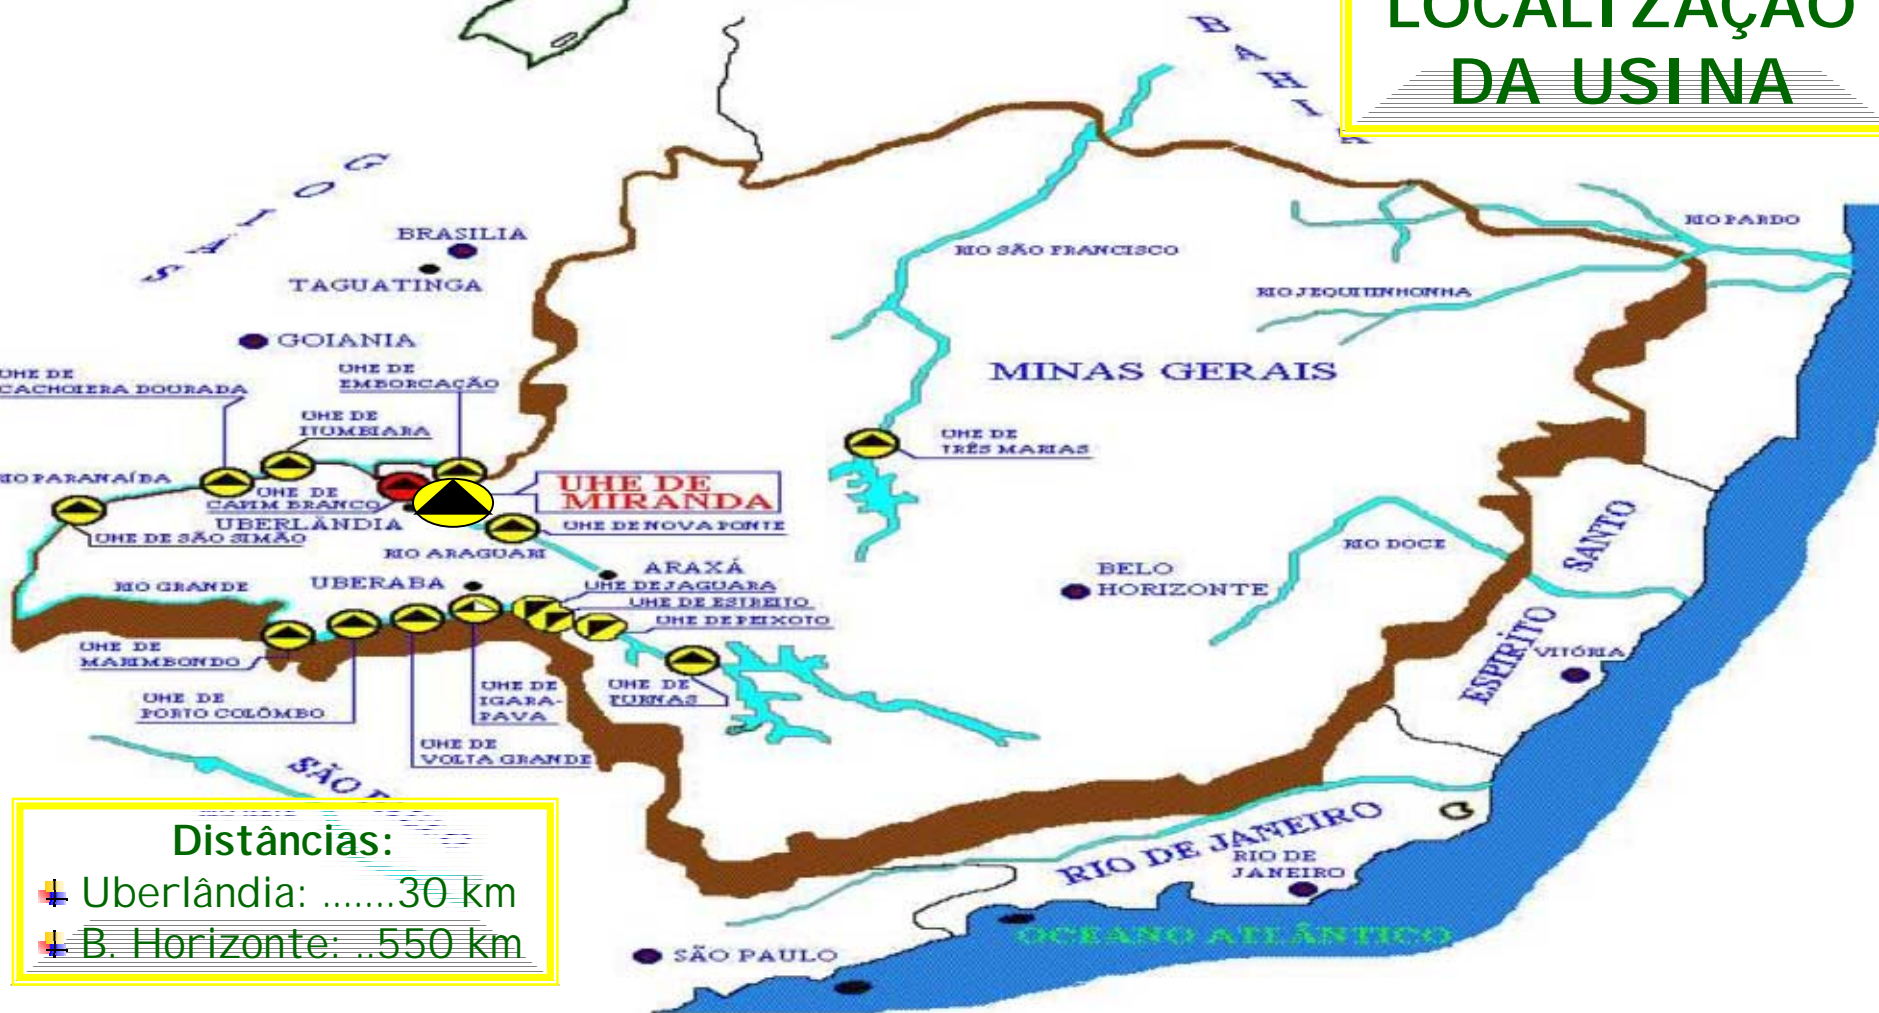 LOCALIZAÇÃO
DA USINA
BAHIA
GOIÁS
BRASILIA
TAGUATINGA
GOIANIA
RIO PARDO
RIO SÃO FRANCISCO
RIO JEQUITINHONHA
MINAS GERAIS
UHE DE
CACHOIERA DOURADA
UHE DE
EMBORCAÇÃO
UHE DE
ITUMBIARA
UHE DE
TRÊS MARIAS
RIO PARANAÍBA
UHE DE
CAPIM BRANCO
UHE DE
MIRANDA
UBERLÂNDIA
UHE DE NOVA PONTE
UHE DE SÃO SIMÃO
RIO ARAGUARI
ARAXÁ
RIO GRANDE
UBERABA
UHE DE JAGUARA
UHE DE ESTREITO
UHE DE PEIXOTO
BELO
HORIZONTE
RIO DOCE
ESPÍRITO
SANTO
VITÓRIA
UHE DE
MARIMBONDO
UHE DE
PORTO COLÔMBO
UHE DE
IGARA-
PAVA
UHE DE
FURNAS
UHE DE
VOLTA GRANDE
SÃO
RIO DE JANEIRO
RIO DE
JANEIRO
OCEANO ATLÂNTICO
SÃO PAULO
Distâncias:
Uberlândia: .......30 km
B. Horizonte: ..550 km